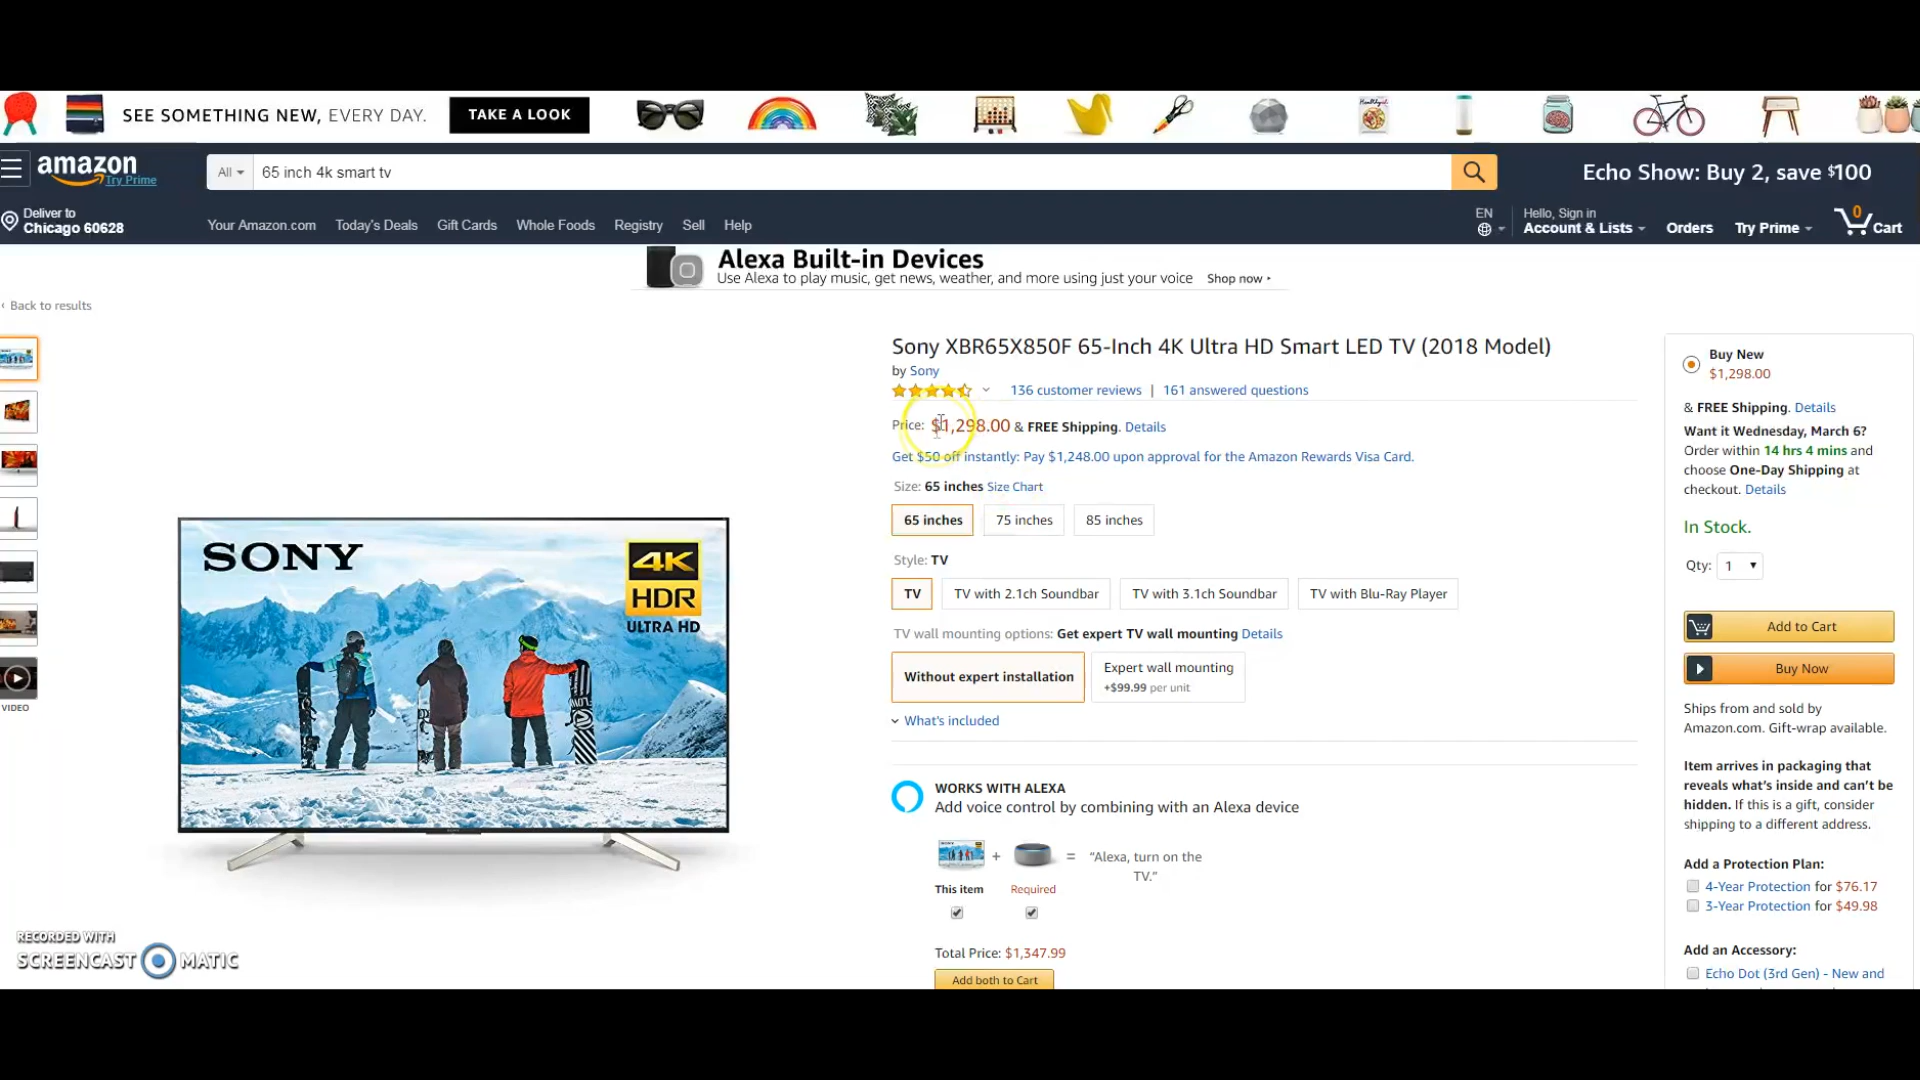 SEE SOMETHING NEW, EVERY DAY. TAKE A LOOK
amazon
Try Prime
All
65 inch 4k smart tv
Echo Show: Buy 2, save $100
Deliver to
Chicago 60628
Your Amazon.com Today's Deals Gift Cards Whole Foods Registry Sell Help
EN
Hello, Sign in
Account & Lists
Orders
Try Prime
0
Cart
Alexa Built-in Devices
Use Alexa to play music, get news, weather, and more using just your voice Shop now
‹ Back to results
VIDEO
SONY
4K
HDR
ULTRA HD
Sony XBR65X850F 65-Inch 4K Ultra HD Smart LED TV (2018 Model)
by Sony
136 customer reviews | 161 answered questions
Price: $1,298.00 & FREE Shipping. Details
Get $50 off instantly: Pay $1,248.00 upon approval for the Amazon Rewards Visa Card.
Size: 65 inches Size Chart
65 inches 75 inches 85 inches
Style: TV
TV TV with 2.1ch Soundbar TV with 3.1ch Soundbar TV with Blu-Ray Player
TV wall mounting options: Get expert TV wall mounting Details
Without expert installation
Expert wall mounting
+$99.99 per unit
What's included
WORKS WITH ALEXA
Add voice control by combining with an Alexa device
+ = "Alexa, turn on the
TV."
This item Required
Total Price: $1,347.99
Add both to Cart
Buy New
$1,298.00
& FREE Shipping. Details
Want it Wednesday, March 6?
Order within 14 hrs 4 mins and
choose One-Day Shipping at
checkout. Details
In Stock.
Qty: 1
Add to Cart
Buy Now
Ships from and sold by
Amazon.com. Gift-wrap available.
Item arrives in packaging that
reveals what's inside and can't be
hidden. If this is a gift, consider
shipping to a different address.
Add a Protection Plan:
4-Year Protection for $76.17
3-Year Protection for $49.98
Add an Accessory:
Echo Dot (3rd Gen) - New and
RECORDED WITH
SCREENCAST MATIC